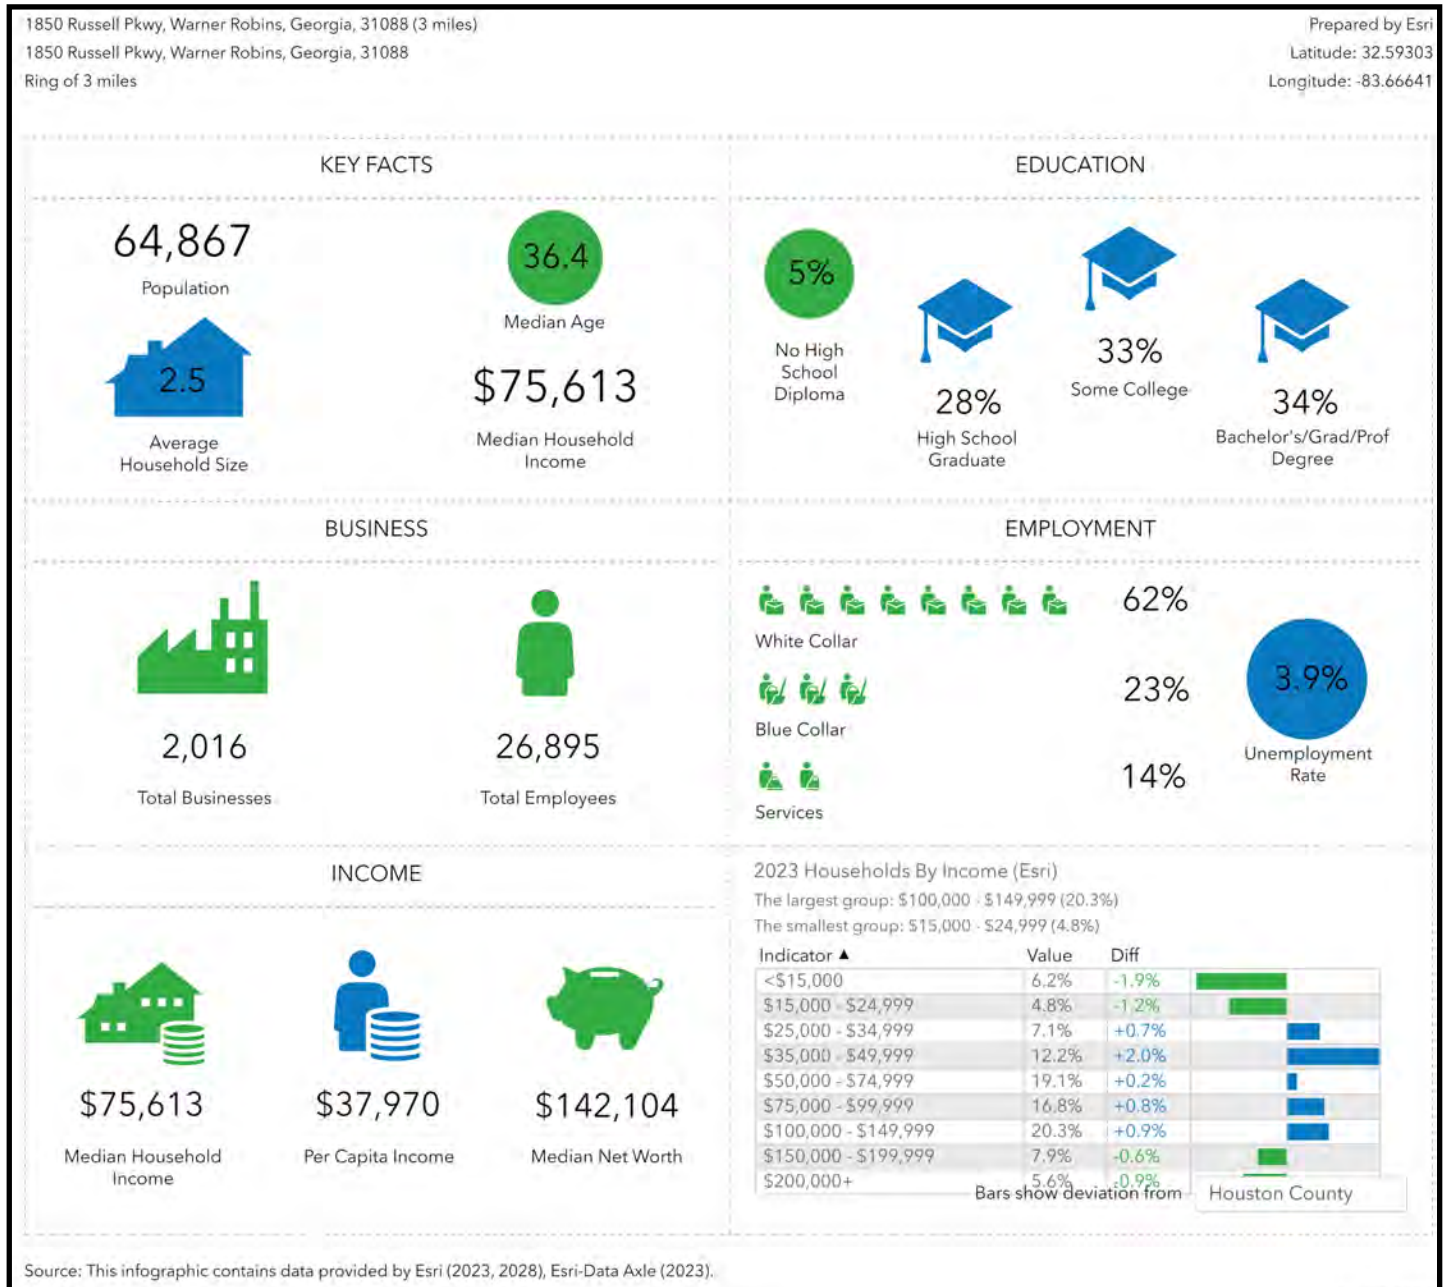 1850 Russell Pkwy, Warner Robins, Georgia, 31088 (3 miles)
1850 Russell Pkwy, Warner Robins, Georgia, 31088
Ring of 3 miles
Prepared by Esri
Latitude: 32.59303
Longitude: -83.66641
KEY FACTS
64,867
Population
36.4
Median Age
2.5
Average
Household Size
$75,613
Median Household
Income
EDUCATION
5%
No High
School
Diploma
28%
High School
Graduate
33%
Some College
34%
Bachelor's/Grad/Prof
Degree
BUSINESS
2,016
Total Businesses
26,895
Total Employees
EMPLOYMENT
62%
White Collar
23%
Blue Collar
14%
Services
3.9%
Unemployment
Rate
INCOME
$75,613
Median Household
Income
$37,970
Per Capita Income
$142,104
Median Net Worth
2023 Households By Income (Esri)
The largest group: $100,000 - $149,999 (20.3%)
The smallest group: $15,000 - $24,999 (4.8%)
Indicator ▲ Value Diff
<$15,000 6.2% -1.9%
$15,000 - $24,999 4.8% -1.2%
$25,000 - $34,999 7.1% +0.7%
$35,000 - $49,999 12.2% +2.0%
$50,000 - $74,999 19.1% +0.2%
$75,000 - $99,999 16.8% +0.8%
$100,000 - $149,999 20.3% +0.9%
$150,000 - $199,999 7.9% -0.6%
$200,000+ 5.6% -0.9%
Bars show deviation from Houston County
Source: This infographic contains data provided by Esri (2023, 2028), Esri-Data Axle (2023).